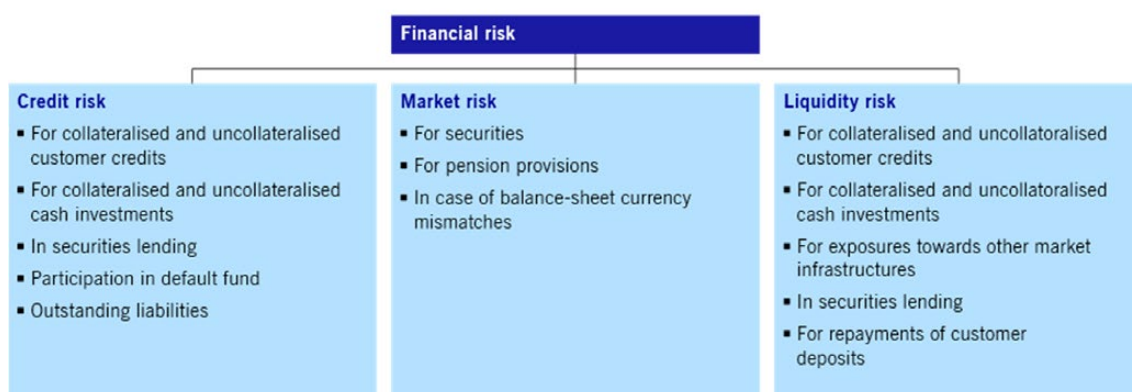 Financial risk
Credit risk
▪ For collateralised and uncollateralised
customer credits
▪ For collateralised and uncollateralised
cash investments
▪ In securities lending
▪ Participation in default fund
▪ Outstanding liabilities
Market risk
▪ For securities
▪ For pension provisions
▪ In case of balance-sheet currency
mismatches
Liquidity risk
▪ For collateralised and uncollatoralised
customer credits
▪ For collateralised and uncollatoralised
cash investments
▪ For exposures towards other market
infrastructures
▪ In securities lending
▪ For repayments of customer
deposits